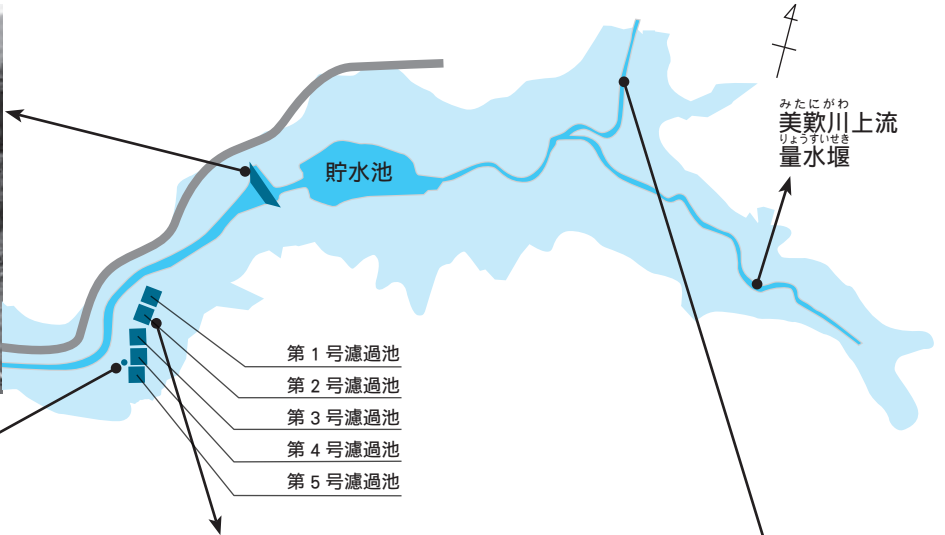 みたにがわ
美歎川上流
りょうすいせき
量水堰
貯水池
第1号濾過池
第2号濾過池
第3号濾過池
第4号濾過池
第5号濾過池